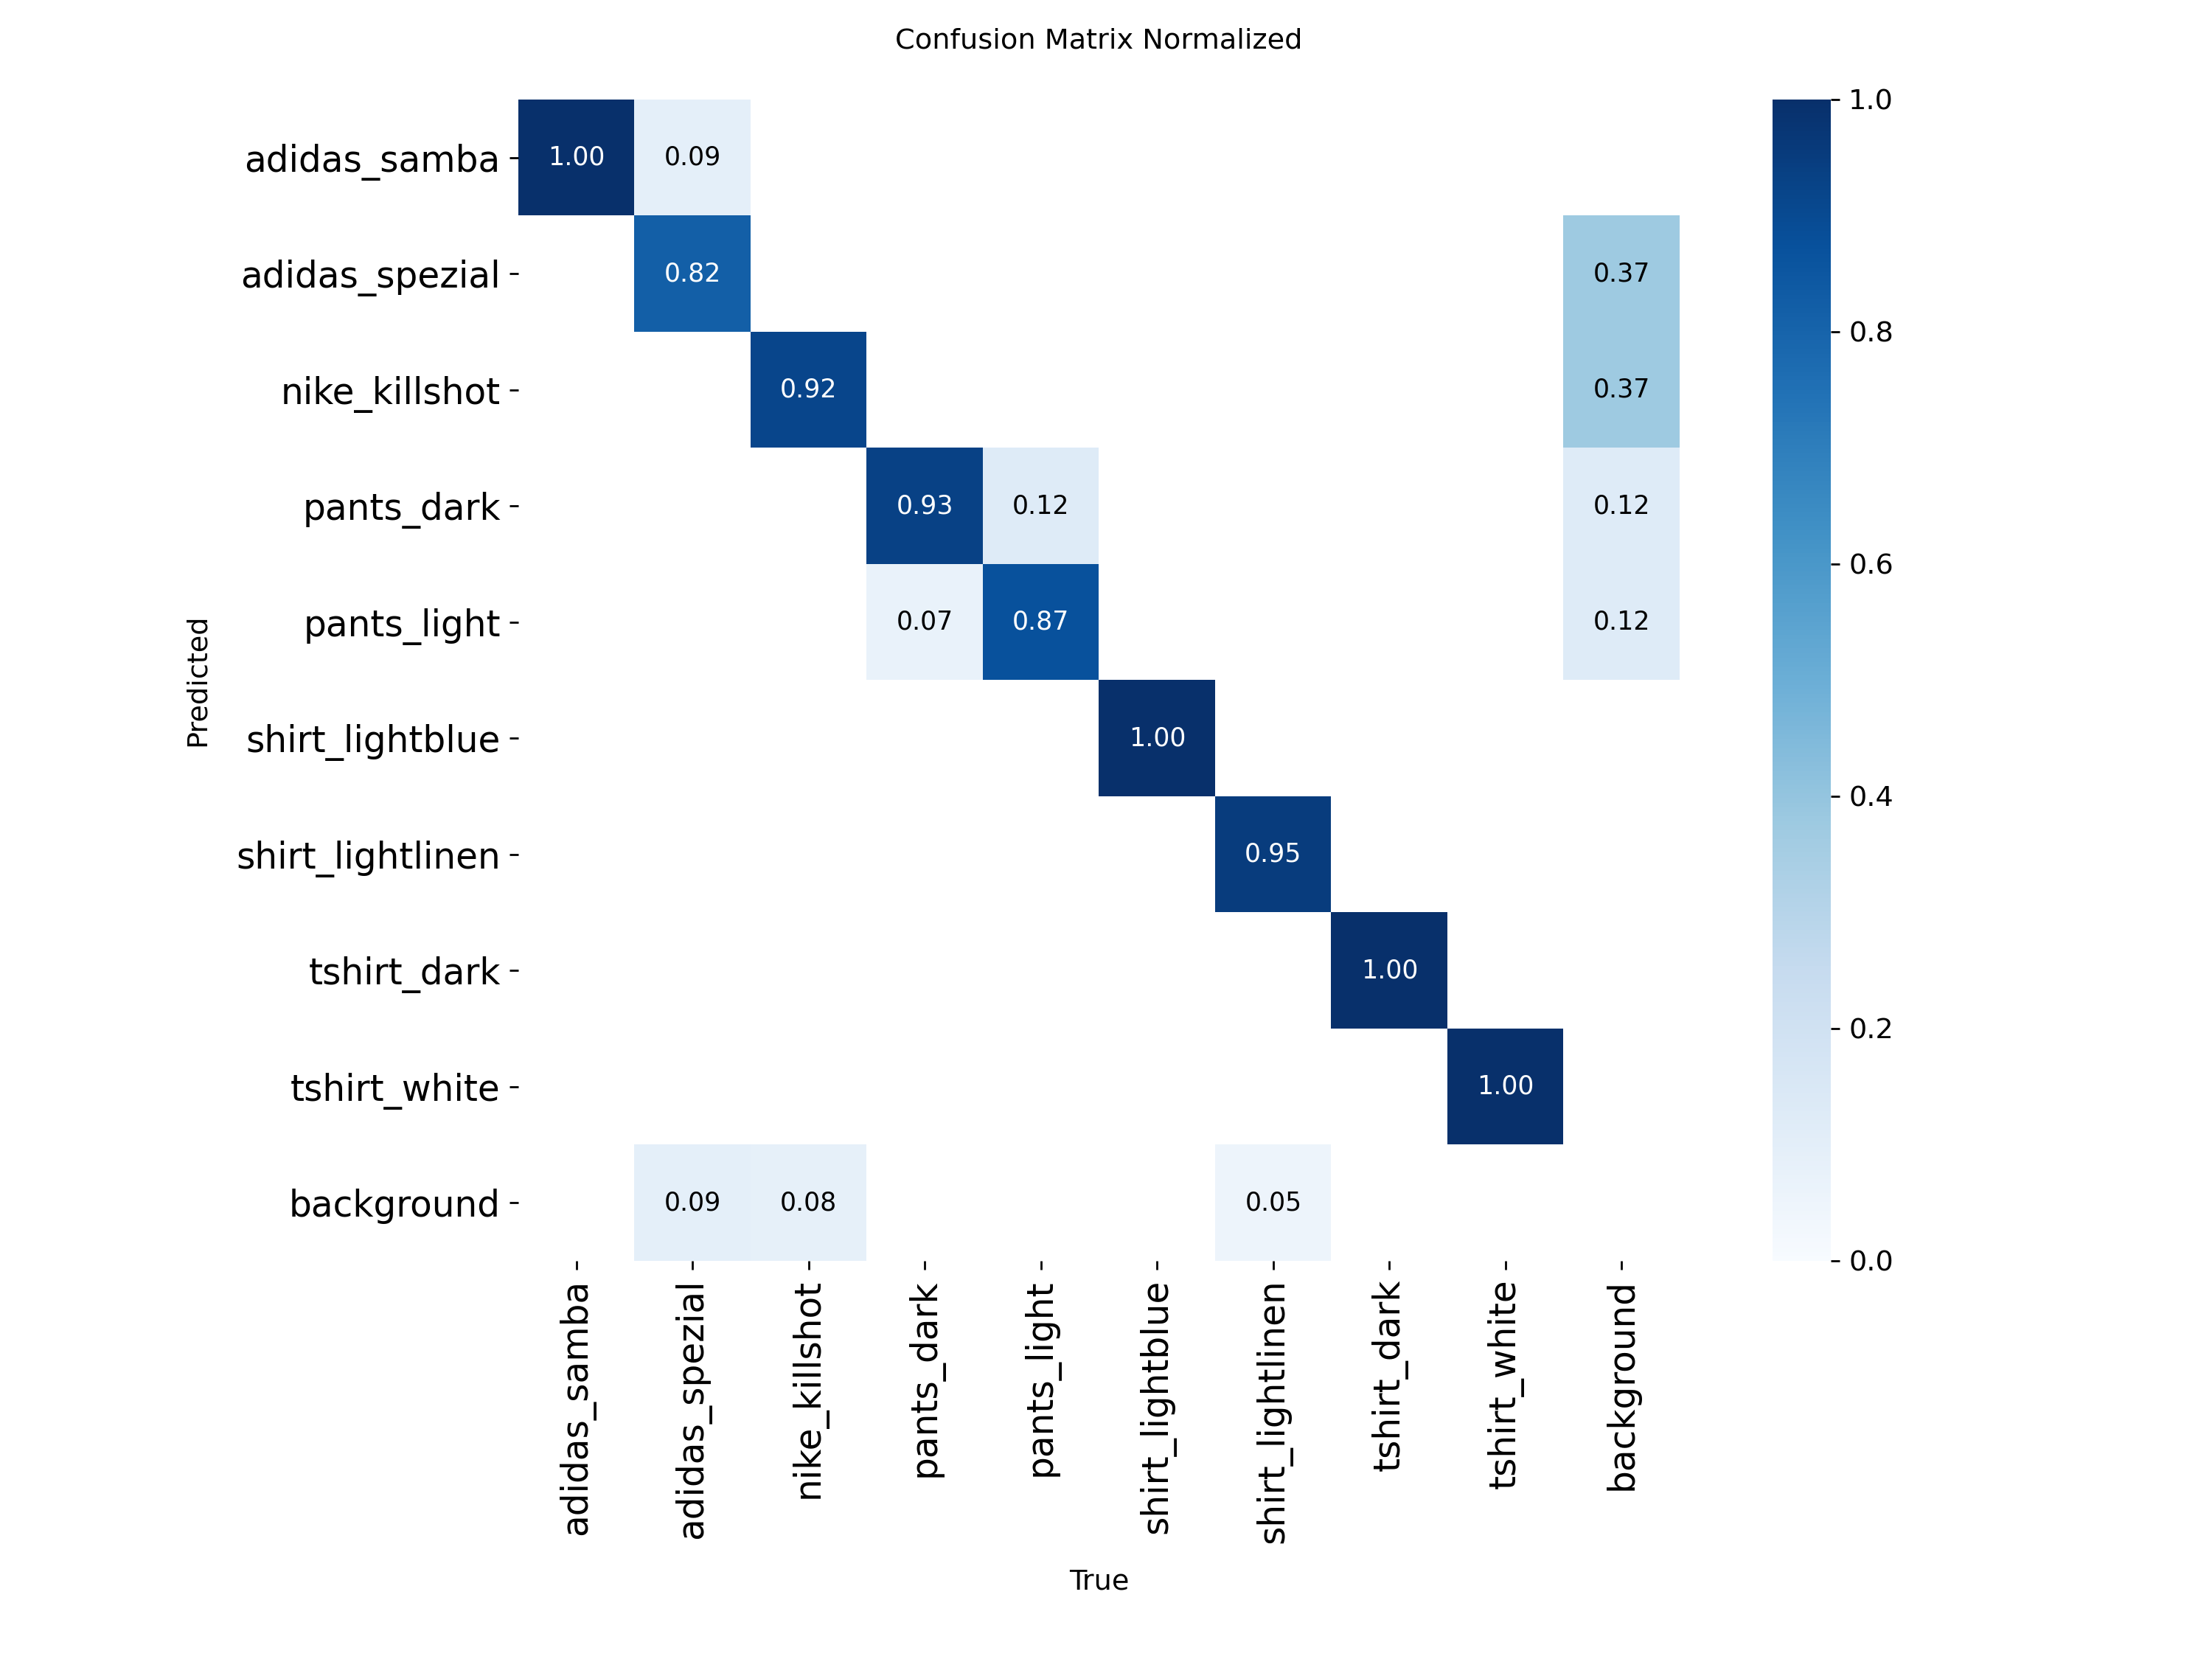 Confusion Matrix Normalized
adidas_samba
1.00
0.09
adidas_spezial
0.82
0.37
nike_killshot
0.92
0.37
pants_dark
0.93
0.12
0.12
pants_light
0.07
0.87
0.12
shirt_lightblue
1.00
shirt_lightlinen
0.95
tshirt_dark
1.00
tshirt_white
1.00
background
0.09
0.08
0.05
Predicted
adidas_samba
adidas_spezial
nike_killshot
pants_dark
pants_light
shirt_lightblue
shirt_lightlinen
tshirt_dark
tshirt_white
background
True
1.0
0.8
0.6
0.4
0.2
0.0